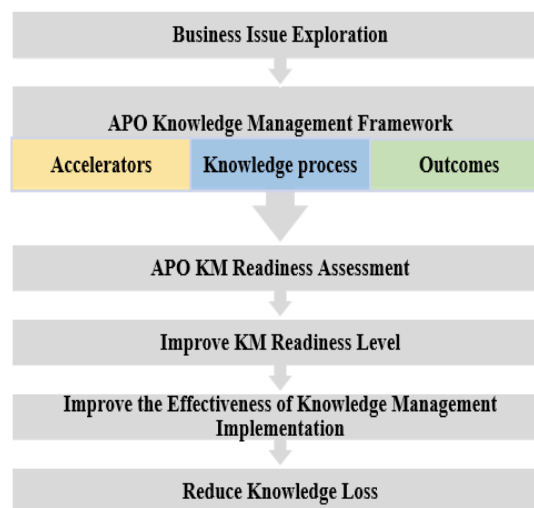 Business Issue Exploration
APO Knowledge Management Framework
Accelerators
Knowledge process
Outcomes
APO KM Readiness Assessment
Improve KM Readiness Level
Improve the Effectiveness of Knowledge Management
Implementation
Reduce Knowledge Loss